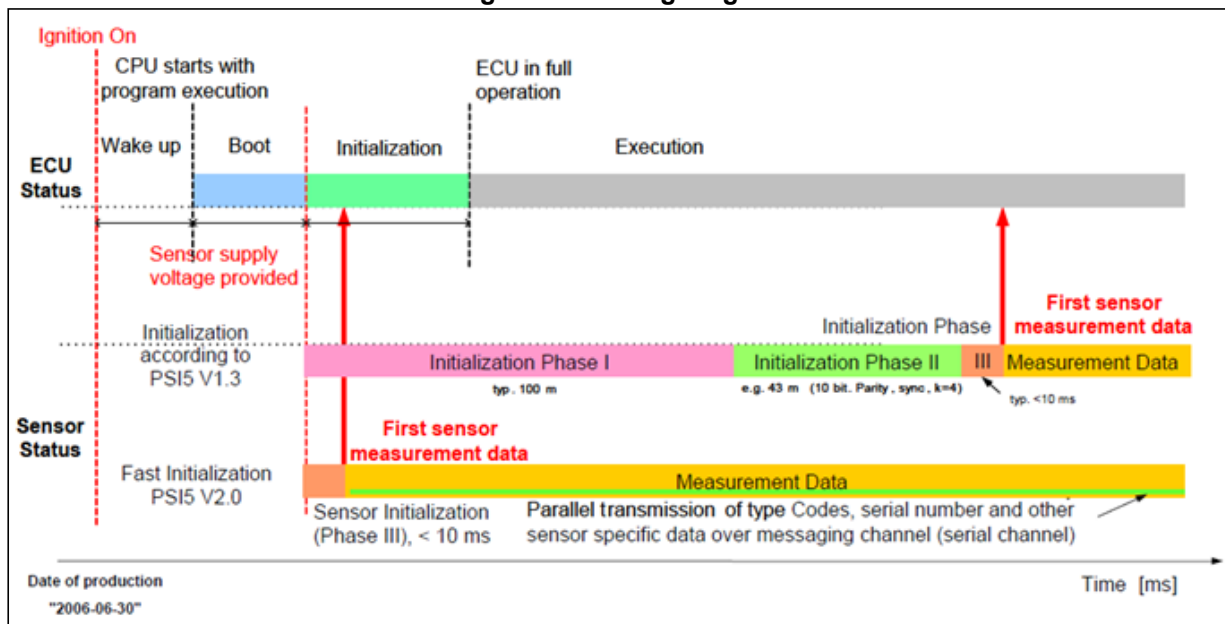 Ignition On
CPU starts with
program execution
ECU in full
operation
Wake up
Boot
Initialization
Execution
ECU
Status
Sensor supply
voltage provided
Initialization
according to
PSI5 V1.3
Initialization Phase
First sensor
measurement data
Initialization Phase I
Initialization Phase II
III
Measurement Data
typ. 100 m
e.g. 43 m (10 bit. Parity , sync, k=4)
typ. <10 ms
Sensor
Status
First sensor
measurement data
Fast Initialization
PSI5 V2.0
Measurement Data
Sensor Initialization
(Phase III), < 10 ms
Parallel transmission of type Codes, serial number and other
sensor specific data over messaging channel (serial channel)
Date of production
"2006-06-30"
Time [ms]